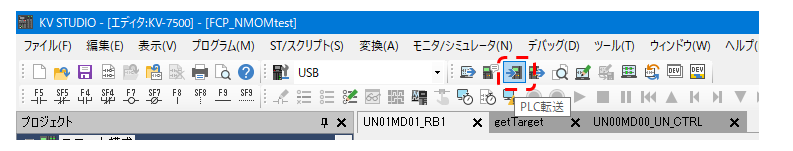 KV STUDIO - [エディタ:KV-7500] - [FCP_NMOMtest]
ファイル(F) 編集(E) 表示(V) プログラム(M) ST/スクリプト(S) 変換(A) モニタ/シミュレータ(N) デバッグ(D) ツール(T) ウィンドウ(W) ヘルプ(
USB DEV DEV
F5 SF5 F4 SF4 F7 SF7 F8 SF8 F9 SF9
PLC転送
プロジェクト UN01MD01_RB1 getTarget UN00MD00_UN_CTRL